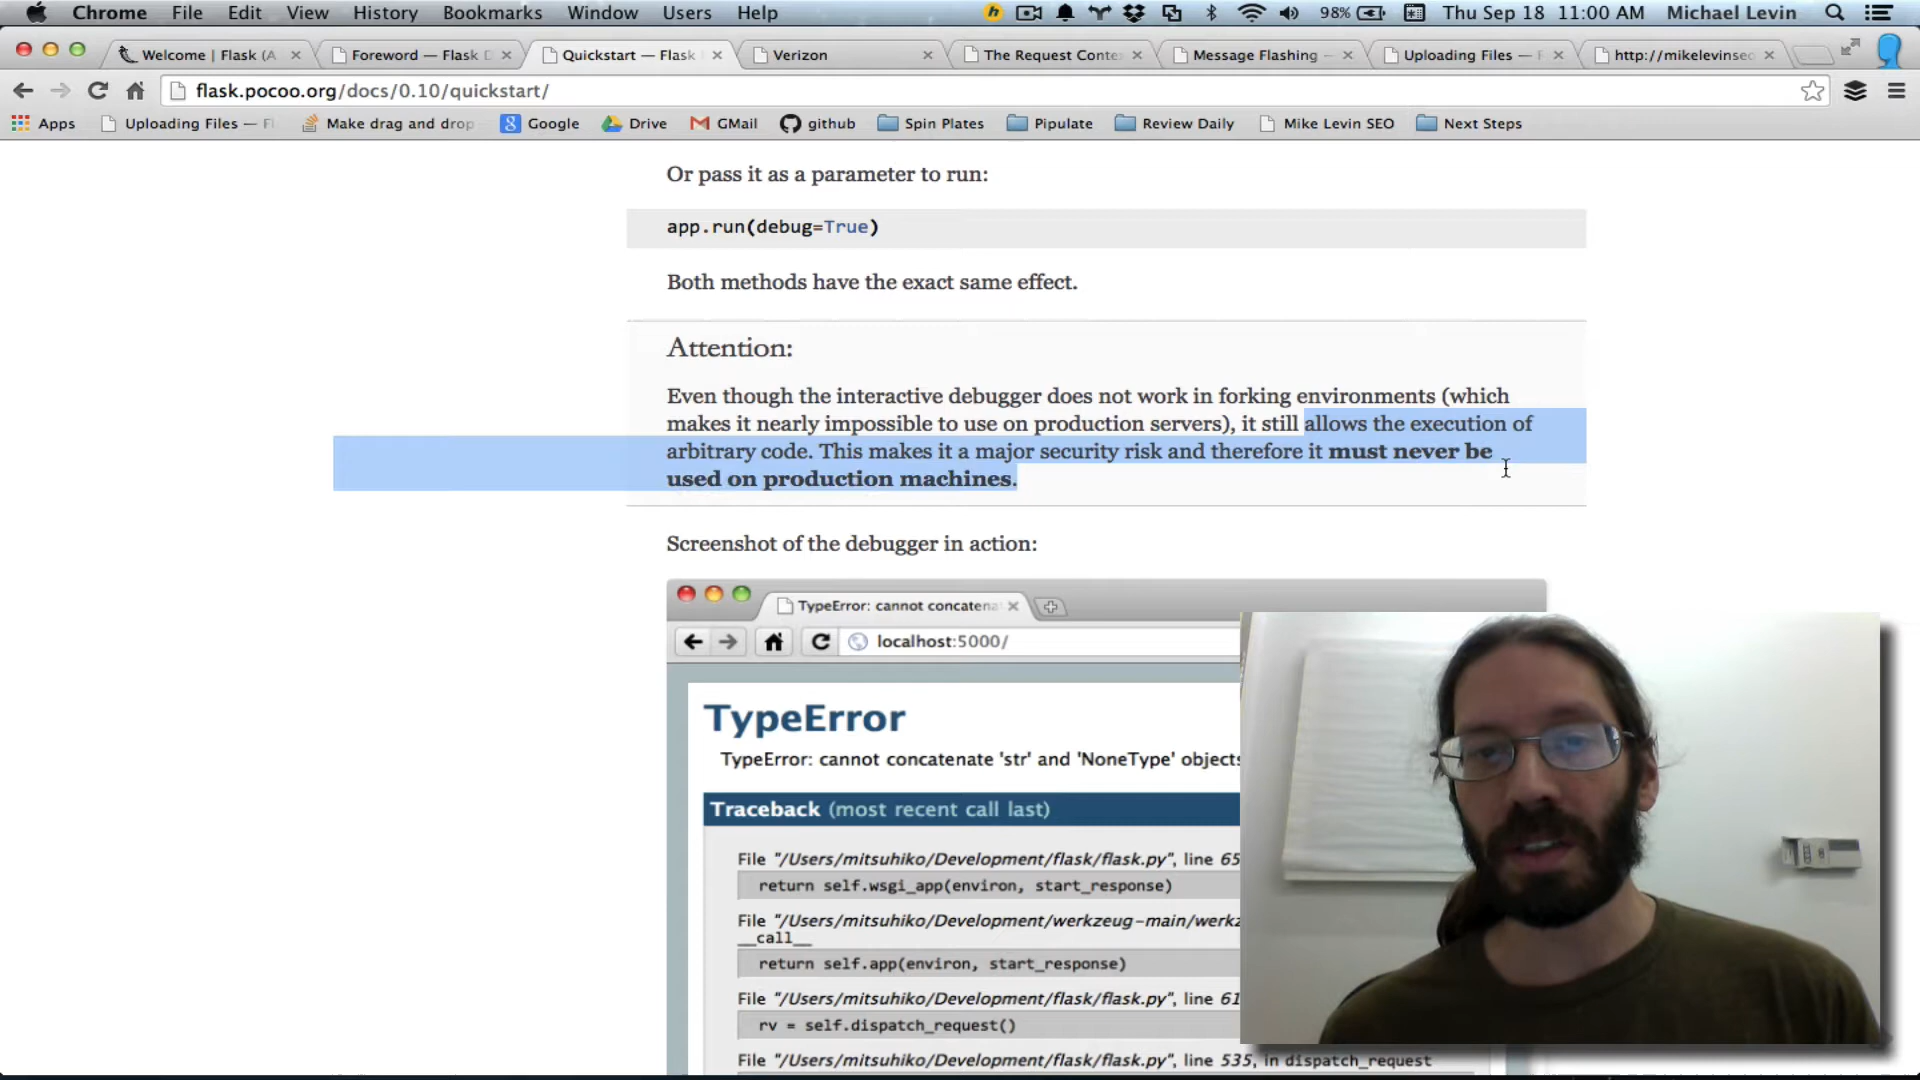 Chrome File Edit View History Bookmarks Window Users Help 98% Thu Sep 18 11:00 AM Michael Levin
Welcome | Flask (A Foreword — Flask D Quickstart — Flask Verizon The Request Conte Message Flashing — Uploading Files — F http://mikelevinseo
flask.pocoo.org/docs/0.10/quickstart/
Apps Uploading Files — Fl Make drag and drop Google Drive GMail github Spin Plates Pipulate Review Daily Mike Levin SEO Next Steps
Or pass it as a parameter to run:
app.run(debug=True)
Both methods have the exact same effect.
Attention:
Even though the interactive debugger does not work in forking environments (which
makes it nearly impossible to use on production servers), it still allows the execution of
arbitrary code. This makes it a major security risk and therefore it must never be
used on production machines.
Screenshot of the debugger in action:
TypeError: cannot concatena
localhost:5000/
TypeError
TypeError: cannot concatenate 'str' and 'NoneType' objects
Traceback (most recent call last)
File "/Users/mitsuhiko/Development/flask/flask.py", line 65
return self.wsgi_app(environ, start_response)
File "/Users/mitsuhiko/Development/werkzeug-main/werkz
__call__
return self.app(environ, start_response)
File "/Users/mitsuhiko/Development/flask/flask.py", line 61
rv = self.dispatch_request()
File "/Users/mitsuhiko/Development/flask/flask.py", line 535, in dispatch_request